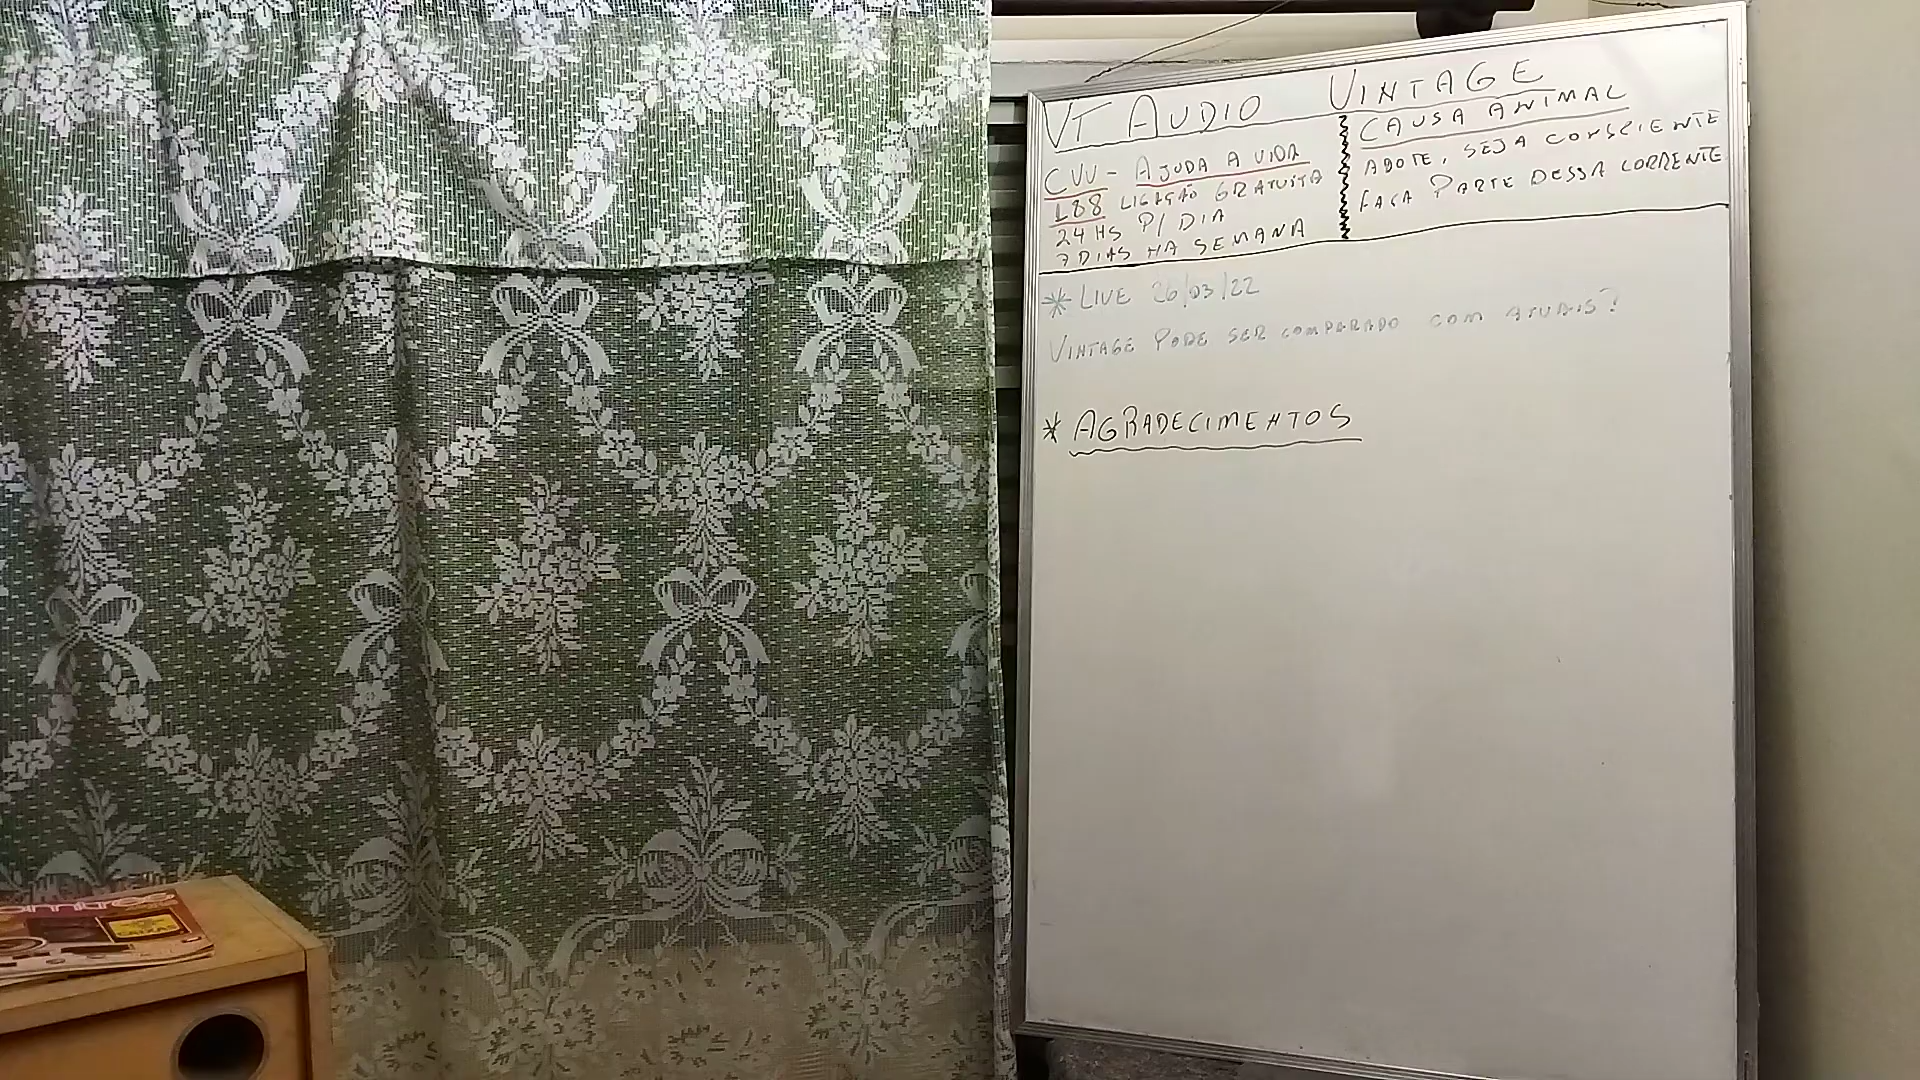 VT AUDIO VINTAGE
CVV - AJUDA A VIDA
188 LIGAÇÃO GRATUITA
24 HS P/ DIA
7 DIAS NA SEMANA
CAUSA ANIMAL
ADOTE, SEJA CONSCIENTE
FAÇA PARTE DESSA CORRENTE
* LIVE 26/03/22
VINTAGE PODE SER COMPARADO COM ATUAIS?
* AGRADECIMENTOS
CAIXAS